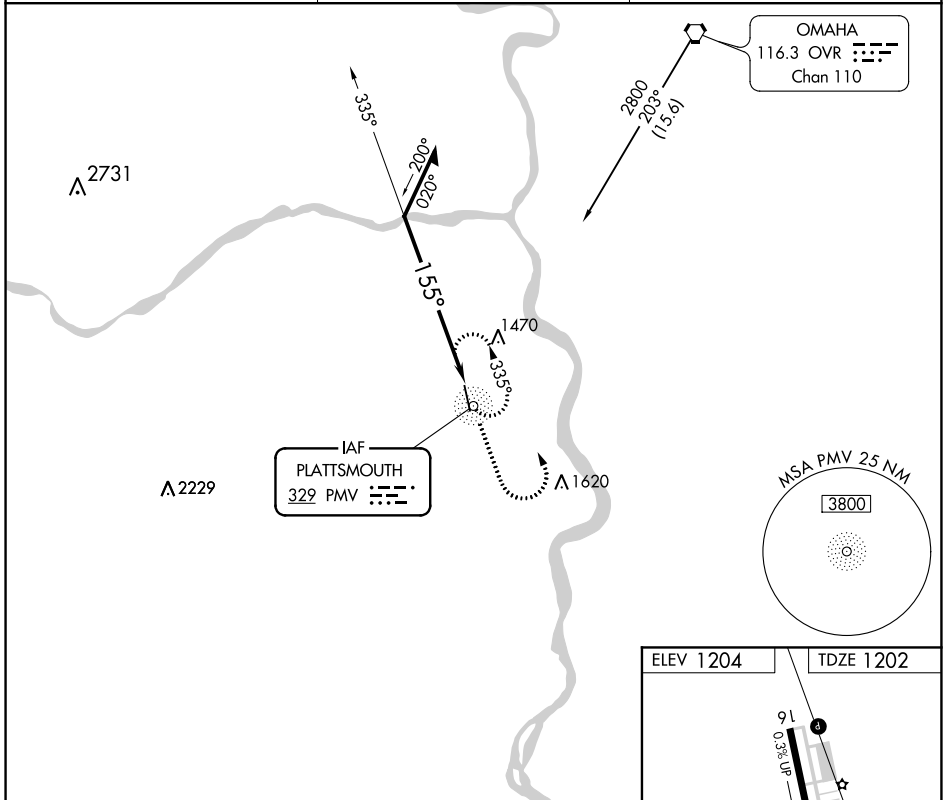 OMAHA
116.3 OVR
Chan 110
2800
203°
(15.6)
335°
200°
020°
2731
155°
1470
335°
IAF
PLATTSMOUTH
329 PMV
1620
2229
MSA PMV 25 NM
3800
ELEV 1204
TDZE 1202
16
P
0.3% UP